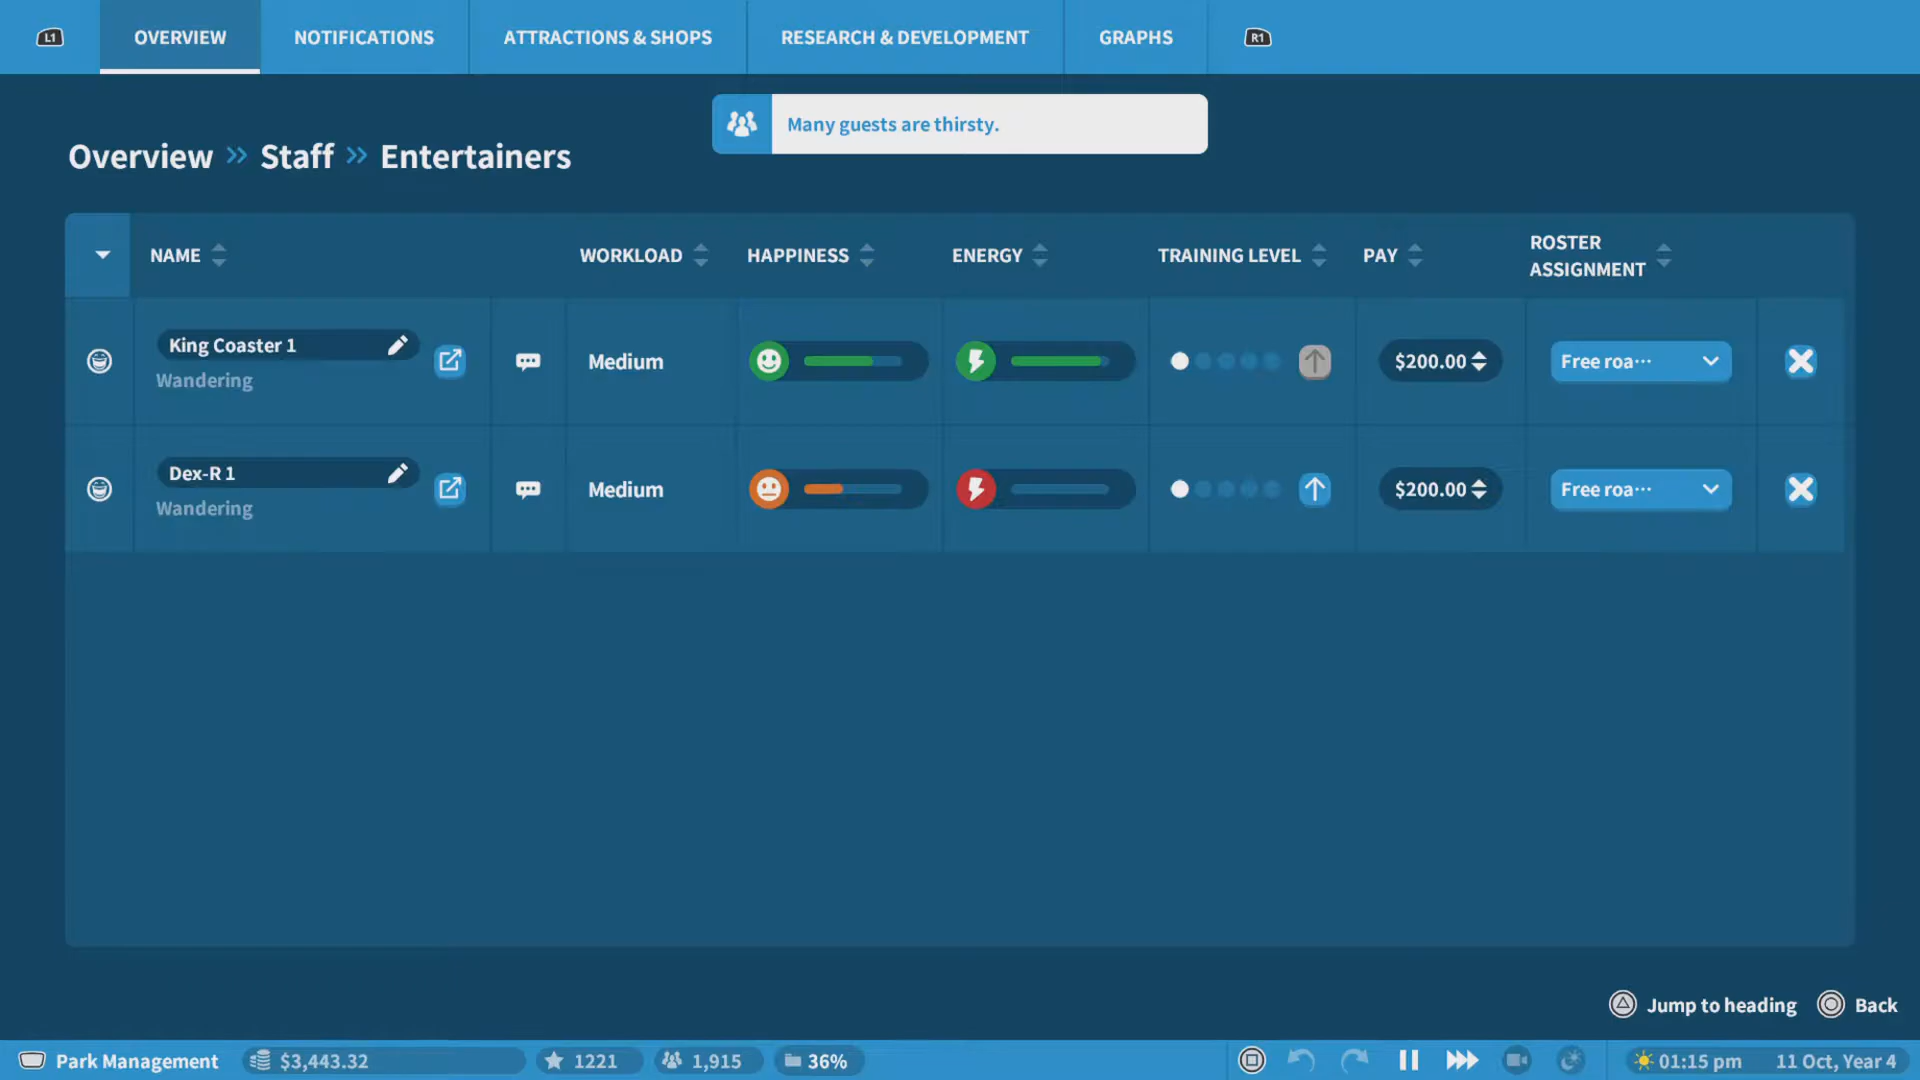 L1
OVERVIEW
NOTIFICATIONS
ATTRACTIONS & SHOPS
RESEARCH & DEVELOPMENT
GRAPHS
R1
Many guests are thirsty.
Overview » Staff » Entertainers
NAME
WORKLOAD
HAPPINESS
ENERGY
TRAINING LEVEL
PAY
ROSTER
ASSIGNMENT
King Coaster 1
Wandering
Medium
$200.00
Free roa···
Dex-R 1
Wandering
Medium
$200.00
Free roa···
Jump to heading
Back
Park Management
$3,443.32
1221
1,915
36%
01:15 pm
11 Oct, Year 4